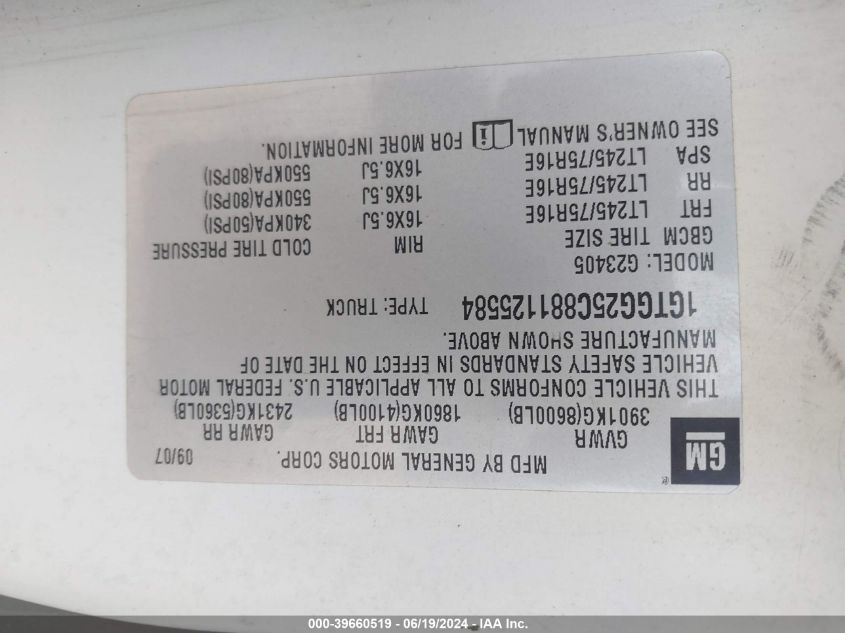 MFD BY GENERAL MOTORS CORP. 09/07
GM ®
GVWR GAWR FRT GAWR RR
3901KG(8600LB) 1860KG(4100LB) 2431KG(5360LB)
THIS VEHICLE CONFORMS TO ALL APPLICABLE U.S. FEDERAL MOTOR
VEHICLE SAFETY STANDARDS IN EFFECT ON THE DATE OF
MANUFACTURE SHOWN ABOVE.
1GTGG25C881125584 TYPE: TRUCK
MODEL: G23405
GBCM TIRE SIZE RIM COLD TIRE PRESSURE
FRT LT245/75R16E 16X6.5J 340KPA(50PSI)
RR LT245/75R16E 16X6.5J 550KPA(80PSI)
SPA LT245/75R16E 16X6.5J 550KPA(80PSI)
SEE OWNER'S MANUAL i FOR MORE INFORMATION.
000-39660519 - 06/19/2024 - IAA Inc.